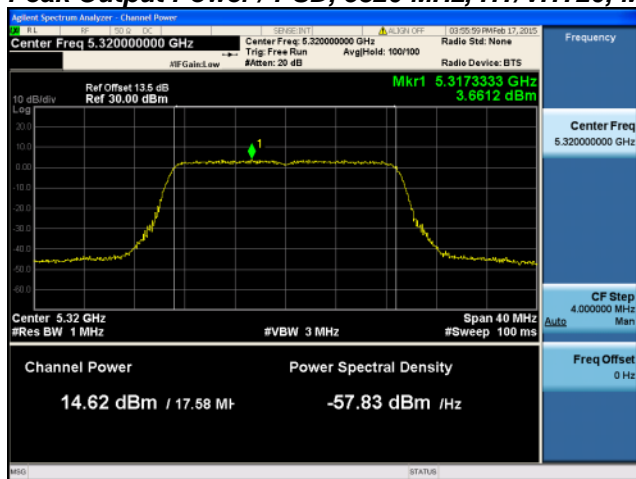 Peak Output Power / PSD, 5320 MHz, HT/VHT20, M
Agilent Spectrum Analyzer - Channel Power
RL RF 50 Ω DC SENSE:INT ALIGN OFF 03:55:59 PM Feb 17, 2015
Center Freq 5.320000000 GHz
Center Freq: 5.320000000 GHz
Radio Std: None
Trig: Free Run Avg|Hold: 100/100
#IFGain:Low
#Atten: 20 dB
Radio Device: BTS
Frequency
Ref Offset 13.5 dB
Mkr1 5.3173333 GHz
10 dB/div
Ref 30.00 dBm
3.6612 dBm
Log
20.0
10.0
0.00
-10.0
-20.0
-30.0
-40.0
-50.0
-60.0
1
Center Freq
5.320000000 GHz
Center 5.32 GHz
Span 40 MHz
#Res BW 1 MHz
#VBW 3 MHz
#Sweep 100 ms
CF Step
4.000000 MHz
Auto Man
Channel Power
Power Spectral Density
Freq Offset
0 Hz
14.62 dBm / 17.58 MH
-57.83 dBm /Hz
MSG
STATUS